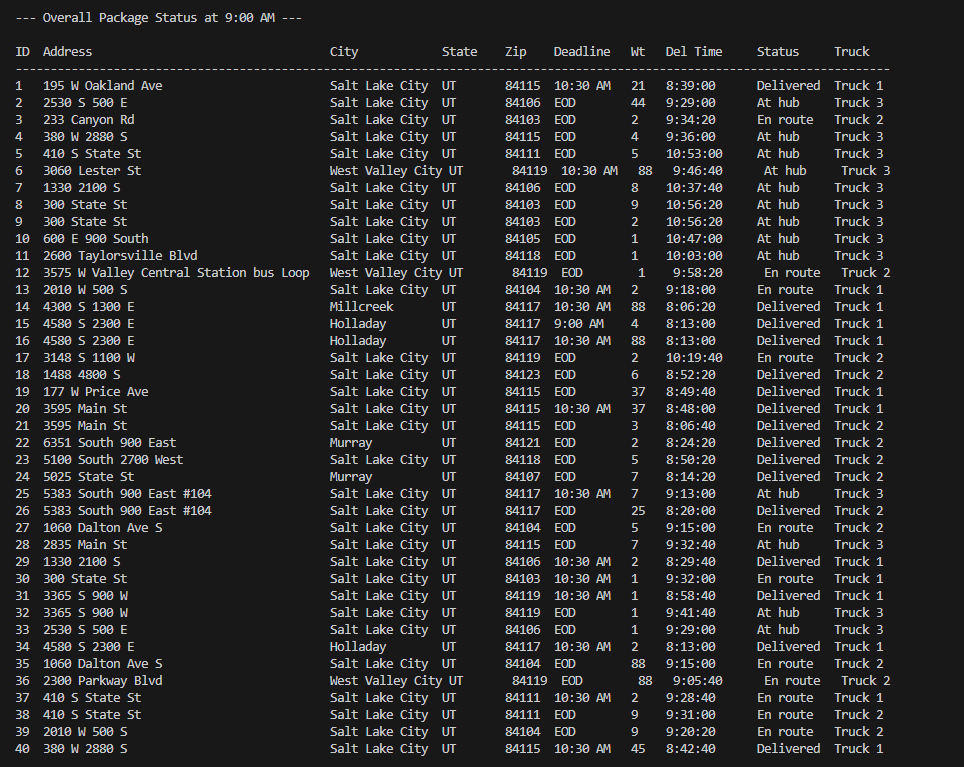 --- Overall Package Status at 9:00 AM ---
ID Address City State Zip Deadline Wt Del Time Status Truck
----------------------------------------------------------------------------------------------------------------------------
1 195 W Oakland Ave Salt Lake City UT 84115 10:30 AM 21 8:39:00 Delivered Truck 1
2 2530 S 500 E Salt Lake City UT 84106 EOD 44 9:29:00 At hub Truck 3
3 233 Canyon Rd Salt Lake City UT 84103 EOD 2 9:34:20 En route Truck 2
4 380 W 2880 S Salt Lake City UT 84115 EOD 4 9:36:00 At hub Truck 3
5 410 S State St Salt Lake City UT 84111 EOD 5 10:53:00 At hub Truck 3
6 3060 Lester St West Valley City UT 84119 10:30 AM 88 9:46:40 At hub Truck 3
7 1330 2100 S Salt Lake City UT 84106 EOD 8 10:37:40 At hub Truck 3
8 300 State St Salt Lake City UT 84103 EOD 9 10:56:20 At hub Truck 3
9 300 State St Salt Lake City UT 84103 EOD 2 10:56:20 At hub Truck 3
10 600 E 900 South Salt Lake City UT 84105 EOD 1 10:47:00 At hub Truck 3
11 2600 Taylorsville Blvd Salt Lake City UT 84118 EOD 1 10:03:00 At hub Truck 3
12 3575 W Valley Central Station bus Loop West Valley City UT 84119 EOD 1 9:58:20 En route Truck 2
13 2010 W 500 S Salt Lake City UT 84104 10:30 AM 2 9:18:00 En route Truck 1
14 4300 S 1300 E Millcreek UT 84117 10:30 AM 88 8:06:20 Delivered Truck 1
15 4580 S 2300 E Holladay UT 84117 9:00 AM 4 8:13:00 Delivered Truck 1
16 4580 S 2300 E Holladay UT 84117 10:30 AM 88 8:13:00 Delivered Truck 1
17 3148 S 1100 W Salt Lake City UT 84119 EOD 2 10:19:40 En route Truck 2
18 1488 4800 S Salt Lake City UT 84123 EOD 6 8:52:20 Delivered Truck 2
19 177 W Price Ave Salt Lake City UT 84115 EOD 37 8:49:40 Delivered Truck 1
20 3595 Main St Salt Lake City UT 84115 10:30 AM 37 8:48:00 Delivered Truck 1
21 3595 Main St Salt Lake City UT 84115 EOD 3 8:06:40 Delivered Truck 2
22 6351 South 900 East Murray UT 84121 EOD 2 8:24:20 Delivered Truck 2
23 5100 South 2700 West Salt Lake City UT 84118 EOD 5 8:50:20 Delivered Truck 2
24 5025 State St Murray UT 84107 EOD 7 8:14:20 Delivered Truck 2
25 5383 South 900 East #104 Salt Lake City UT 84117 10:30 AM 7 9:13:00 At hub Truck 3
26 5383 South 900 East #104 Salt Lake City UT 84117 EOD 25 8:20:00 Delivered Truck 2
27 1060 Dalton Ave S Salt Lake City UT 84104 EOD 5 9:15:00 En route Truck 2
28 2835 Main St Salt Lake City UT 84115 EOD 7 9:32:40 At hub Truck 3
29 1330 2100 S Salt Lake City UT 84106 10:30 AM 2 8:29:40 Delivered Truck 1
30 300 State St Salt Lake City UT 84103 10:30 AM 1 9:32:00 En route Truck 1
31 3365 S 900 W Salt Lake City UT 84119 10:30 AM 1 8:58:40 Delivered Truck 1
32 3365 S 900 W Salt Lake City UT 84119 EOD 1 9:41:40 At hub Truck 3
33 2530 S 500 E Salt Lake City UT 84106 EOD 1 9:29:00 At hub Truck 3
34 4580 S 2300 E Holladay UT 84117 10:30 AM 2 8:13:00 Delivered Truck 1
35 1060 Dalton Ave S Salt Lake City UT 84104 EOD 88 9:15:00 En route Truck 2
36 2300 Parkway Blvd West Valley City UT 84119 EOD 88 9:05:40 En route Truck 2
37 410 S State St Salt Lake City UT 84111 10:30 AM 2 9:28:40 En route Truck 1
38 410 S State St Salt Lake City UT 84111 EOD 9 9:31:00 En route Truck 2
39 2010 W 500 S Salt Lake City UT 84104 EOD 9 9:20:20 En route Truck 2
40 380 W 2880 S Salt Lake City UT 84115 10:30 AM 45 8:42:40 Delivered Truck 1